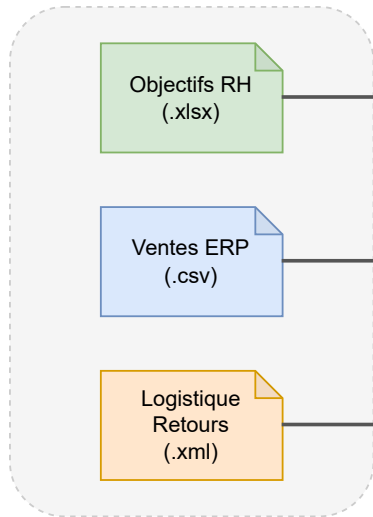 Objectifs RH
(.xlsx)
Ventes ERP
(.csv)
Logistique
Retours
(.xml)